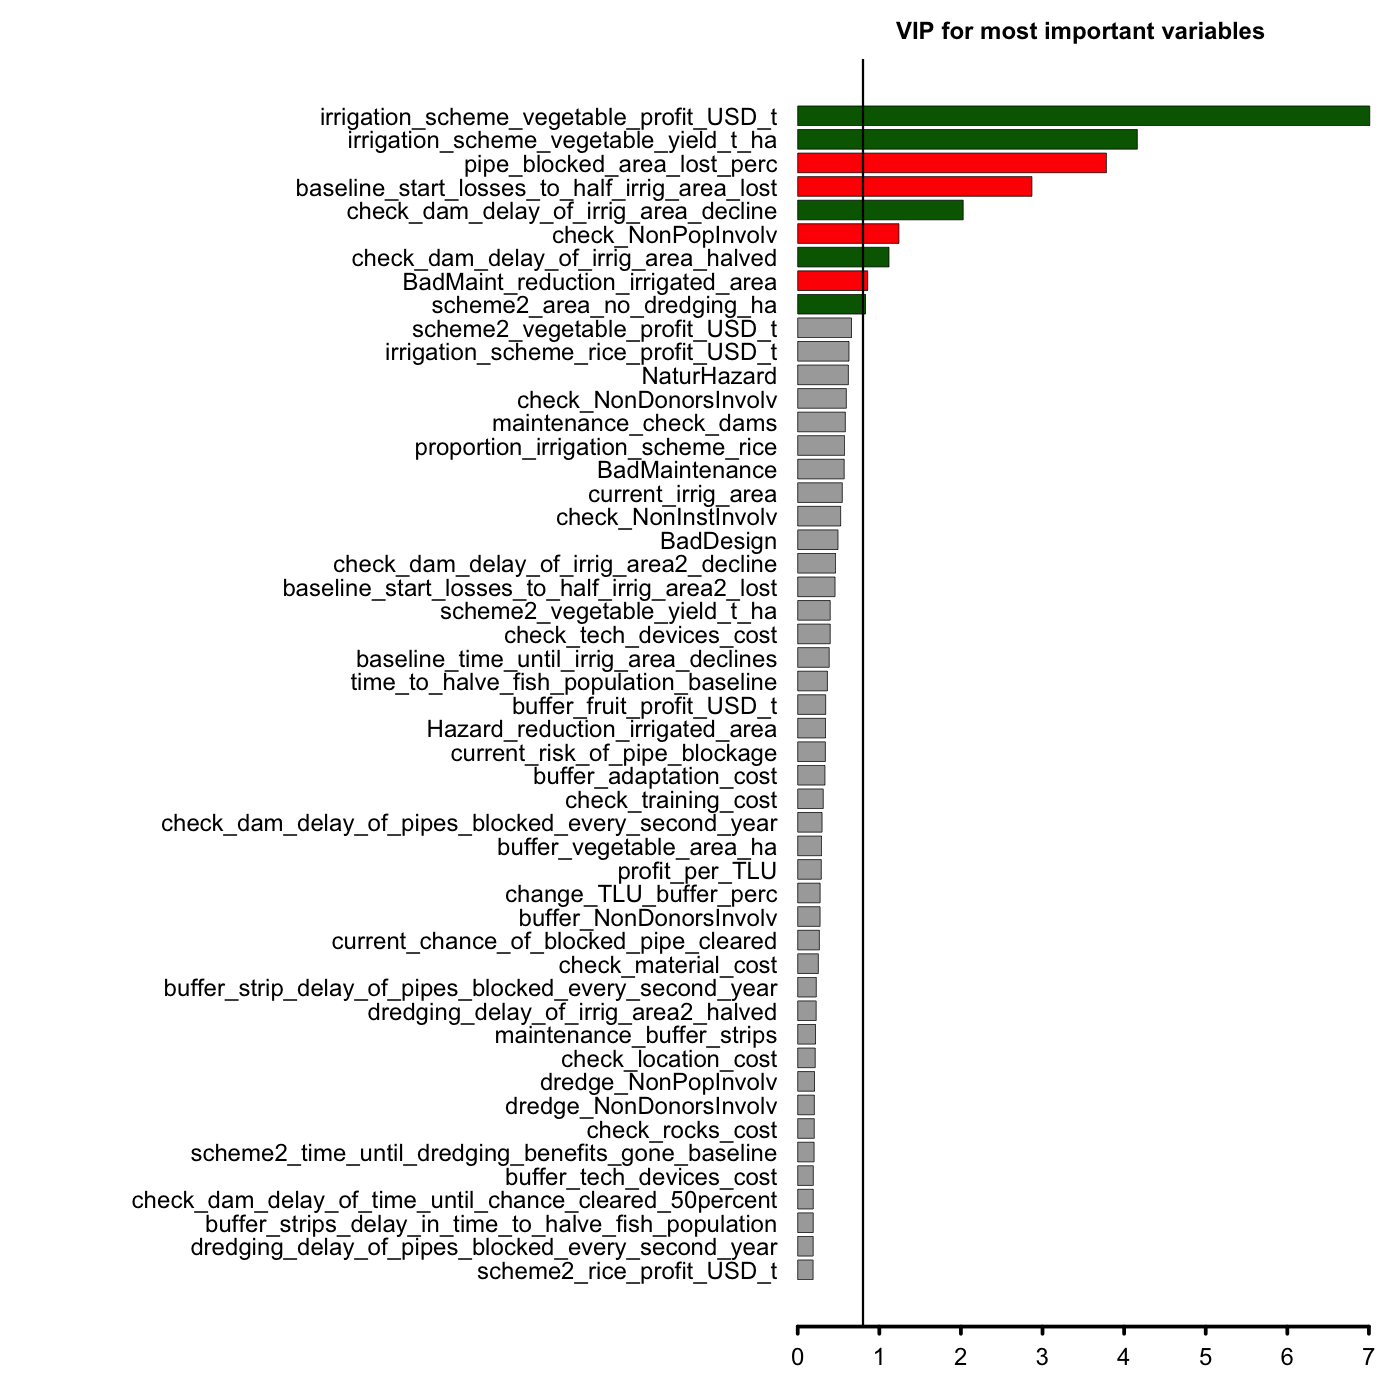 VIP for most important variables
irrigation_scheme_vegetable_profit_USD_t
irrigation_scheme_vegetable_yield_t_ha
pipe_blocked_area_lost_perc
baseline_start_losses_to_half_irrig_area_lost
check_dam_delay_of_irrig_area_decline
check_NonPopInvolv
check_dam_delay_of_irrig_area_halved
BadMaint_reduction_irrigated_area
scheme2_area_no_dredging_ha
scheme2_vegetable_profit_USD_t
irrigation_scheme_rice_profit_USD_t
NaturHazard
check_NonDonorsInvolv
maintenance_check_dams
proportion_irrigation_scheme_rice
BadMaintenance
current_irrig_area
check_NonInstInvolv
BadDesign
check_dam_delay_of_irrig_area2_decline
baseline_start_losses_to_half_irrig_area2_lost
scheme2_vegetable_yield_t_ha
check_tech_devices_cost
baseline_time_until_irrig_area_declines
time_to_halve_fish_population_baseline
buffer_fruit_profit_USD_t
Hazard_reduction_irrigated_area
current_risk_of_pipe_blockage
buffer_adaptation_cost
check_training_cost
check_dam_delay_of_pipes_blocked_every_second_year
buffer_vegetable_area_ha
profit_per_TLU
change_TLU_buffer_perc
buffer_NonDonorsInvolv
current_chance_of_blocked_pipe_cleared
check_material_cost
buffer_strip_delay_of_pipes_blocked_every_second_year
dredging_delay_of_irrig_area2_halved
maintenance_buffer_strips
check_location_cost
dredge_NonPopInvolv
dredge_NonDonorsInvolv
check_rocks_cost
scheme2_time_until_dredging_benefits_gone_baseline
buffer_tech_devices_cost
check_dam_delay_of_time_until_chance_cleared_50percent
buffer_strips_delay_in_time_to_halve_fish_population
dredging_delay_of_pipes_blocked_every_second_year
scheme2_rice_profit_USD_t
0 1 2 3 4 5 6 7